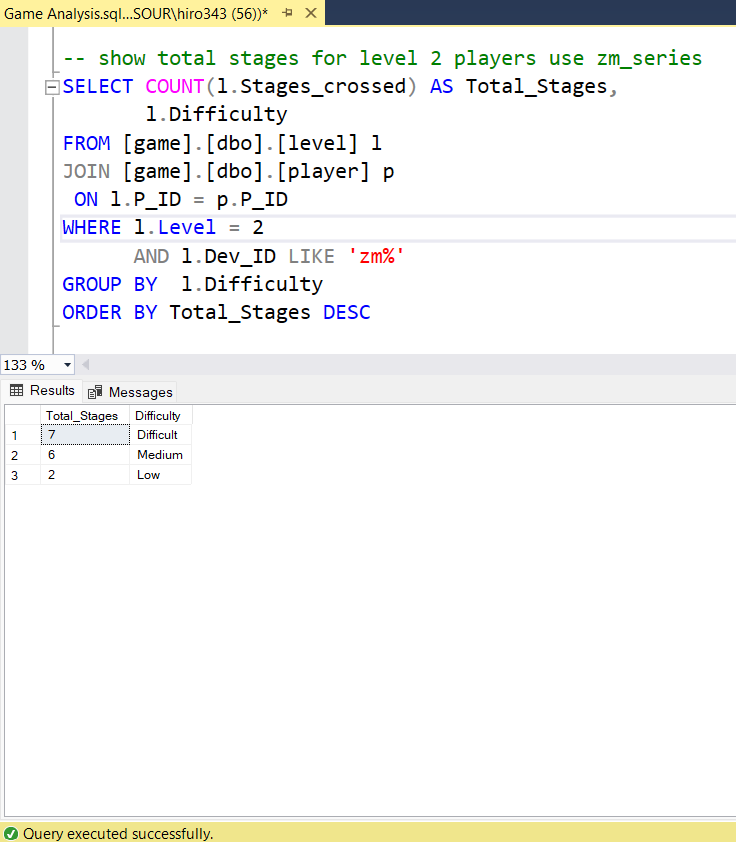 Game Analysis.sql...SOUR\hiro343 (56))*
-- show total stages for level 2 players use zm_series
SELECT COUNT(l.Stages_crossed) AS Total_Stages,
l.Difficulty
FROM [game].[dbo].[level] l
JOIN [game].[dbo].[player] p
ON l.P_ID = p.P_ID
WHERE l.Level = 2
AND l.Dev_ID LIKE 'zm%'
GROUP BY l.Difficulty
ORDER BY Total_Stages DESC
133 %
Results Messages
Total_Stages Difficulty
1 7 Difficult
2 6 Medium
3 2 Low
Query executed successfully.